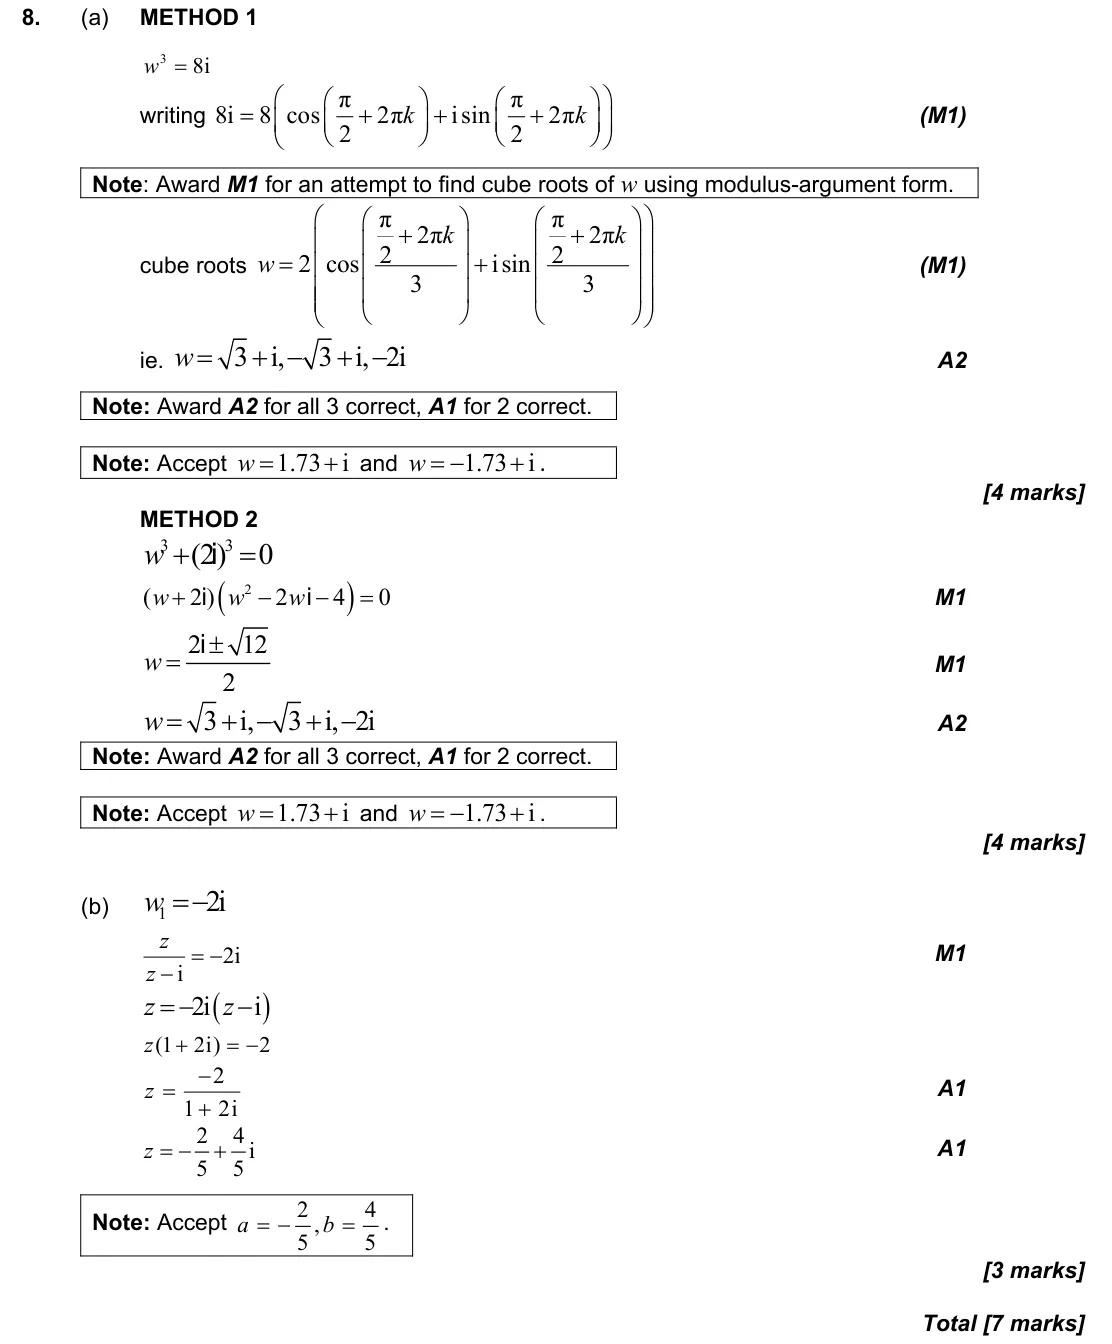 8. (a) METHOD 1
w³ = 8i
writing 8i = 8(cos(π/2 + 2πk) + i sin(π/2 + 2πk)) (M1)
Note: Award M1 for an attempt to find cube roots of w using modulus-argument form.
cube roots w = 2(cos((π/2 + 2πk)/3) + i sin((π/2 + 2πk)/3)) (M1)
ie. w = √3 + i, −√3 + i, −2i A2
Note: Award A2 for all 3 correct, A1 for 2 correct.
Note: Accept w = 1.73 + i and w = −1.73 + i.
[4 marks]
METHOD 2
w³ + (2i)³ = 0
(w + 2i)(w² − 2wi − 4) = 0 M1
w = (2i ± √12)/2 M1
w = √3 + i, −√3 + i, −2i A2
Note: Award A2 for all 3 correct, A1 for 2 correct.
Note: Accept w = 1.73 + i and w = −1.73 + i.
[4 marks]
(b) w₁ = −2i
z/(z − i) = −2i M1
z = −2i(z − i)
z(1 + 2i) = −2
z = −2/(1 + 2i) A1
z = −2/5 + 4/5 i A1
Note: Accept a = −2/5, b = 4/5.
[3 marks]
Total [7 marks]